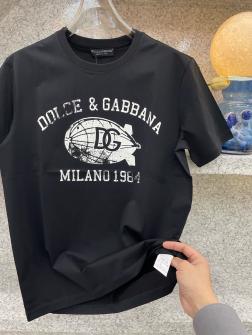 DOLCE & GABBANA
DG
MILANO 1984